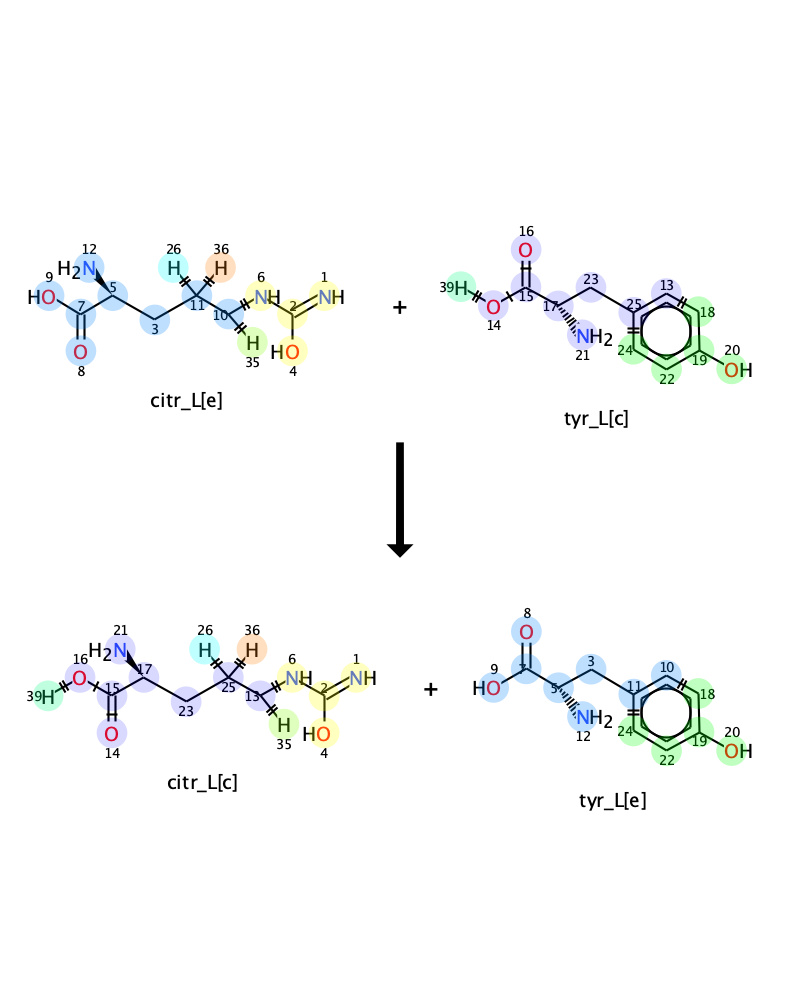 12 26 36 6 1
H₂N H H NH NH
9 5 11 10 2
HO 7 3 H HO
O 35 4
8
citr_L[e]
+
16
O 23 13
39 H O 15 17 25 18
14 NH₂ 24 19 20
21 22 OH
tyr_L[c]
21 26 36 6 1
H₂N H H NH NH
16 17 25 13 2
39 H O 15 23 H HO
O 35 4
14
citr_L[c]
+
8
O 3 10
9 HO 7 5 11 18
NH₂ 24 19 20
12 22 OH
tyr_L[e]